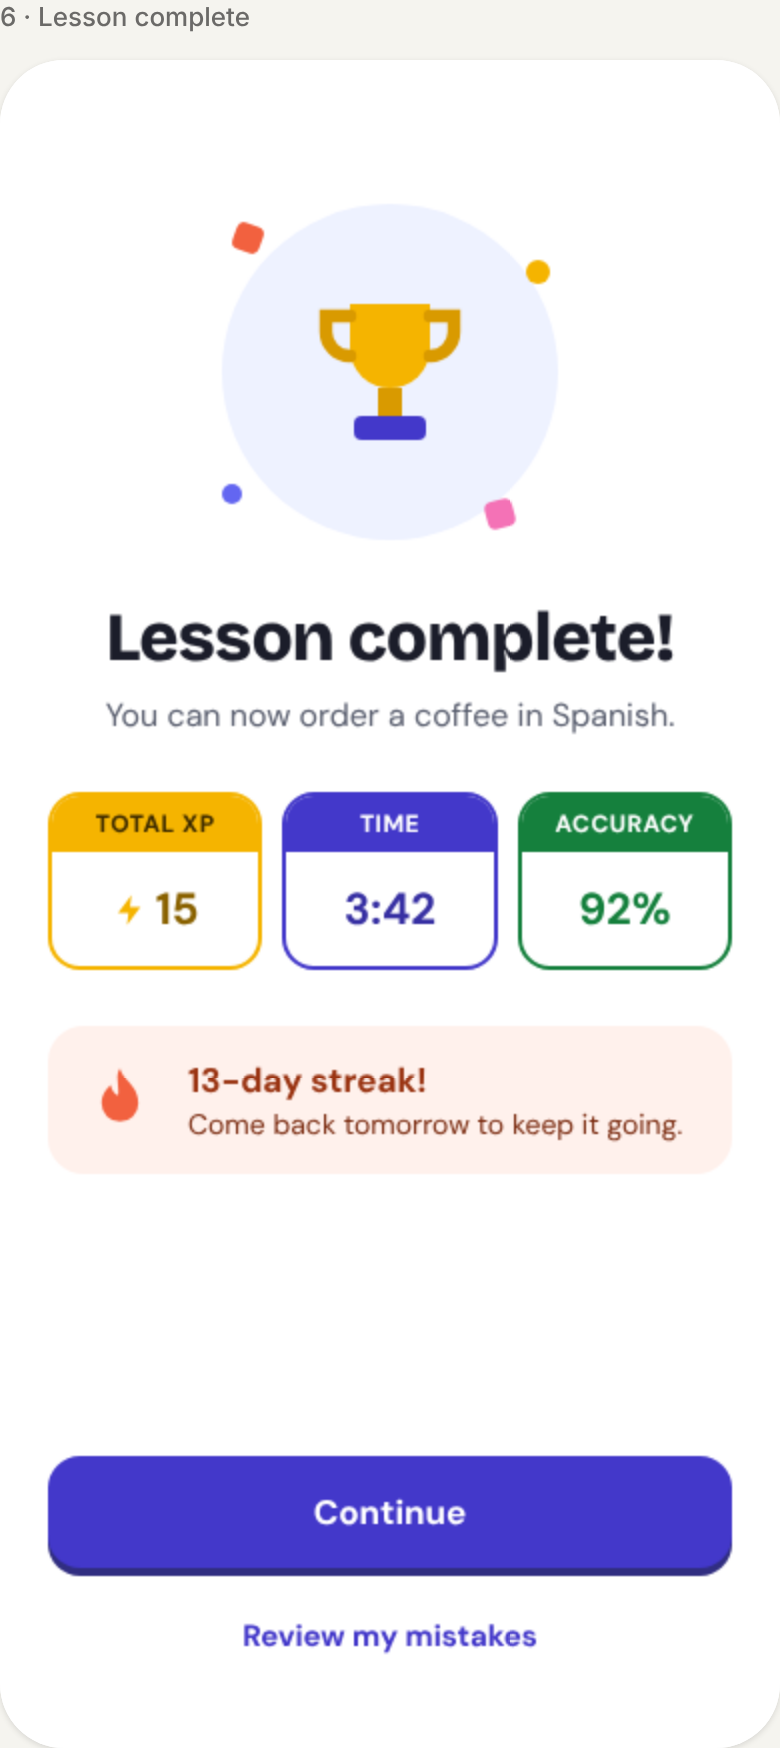 6 · Lesson complete
Lesson complete!
You can now order a coffee in Spanish.
TOTAL XP
15
TIME
3:42
ACCURACY
92%
13-day streak!
Come back tomorrow to keep it going.
Continue
Review my mistakes